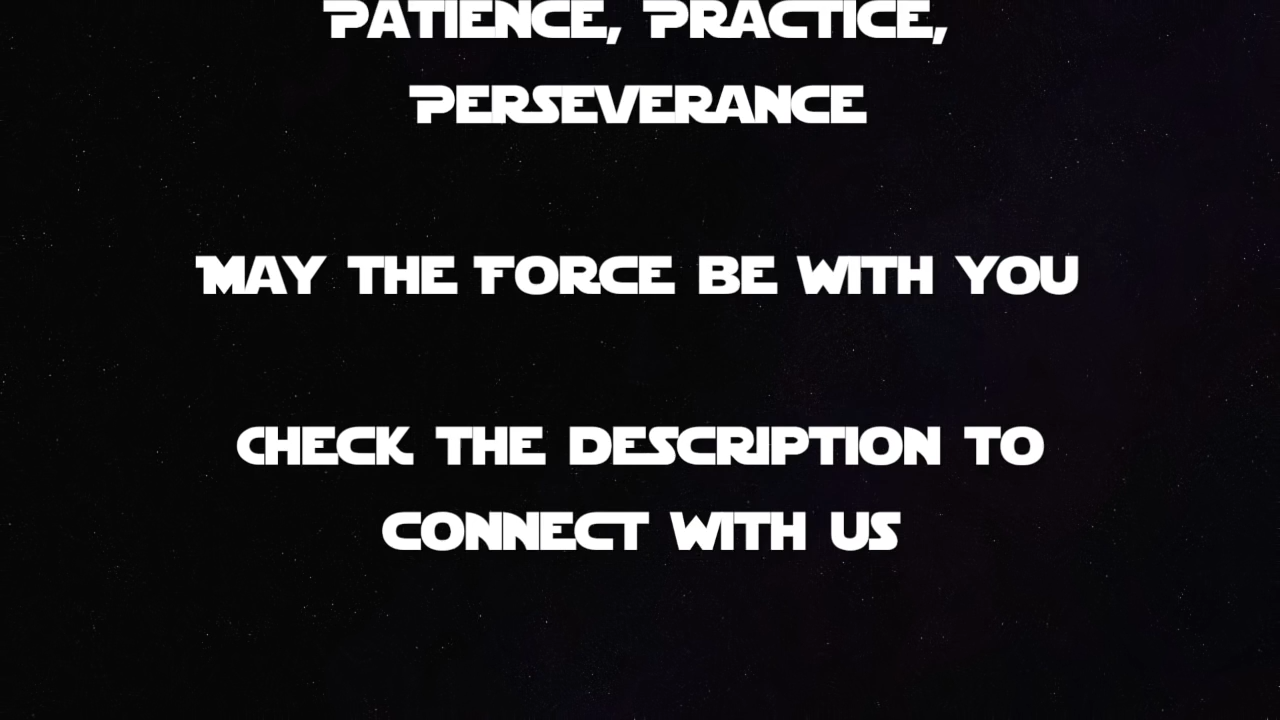 Patience, Practice,
Perseverance
May the Force be with you
Check the description to
connect with us